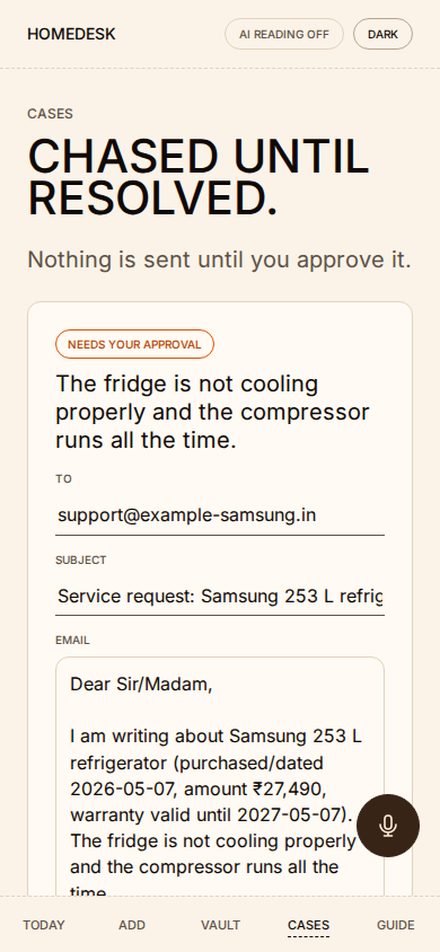 HOMEDESK
AI READING OFF
DARK
CASES
CHASED UNTIL
RESOLVED.
Nothing is sent until you approve it.
NEEDS YOUR APPROVAL
The fridge is not cooling
properly and the compressor
runs all the time.
TO
support@example-samsung.in
SUBJECT
Service request: Samsung 253 L refrig
EMAIL
Dear Sir/Madam,
I am writing about Samsung 253 L
refrigerator (purchased/dated
2026-05-07, amount ₹27,490,
warranty valid until 2027-05-07).
The fridge is not cooling properly
and the compressor runs all the
time.
TODAY
ADD
VAULT
CASES
GUIDE